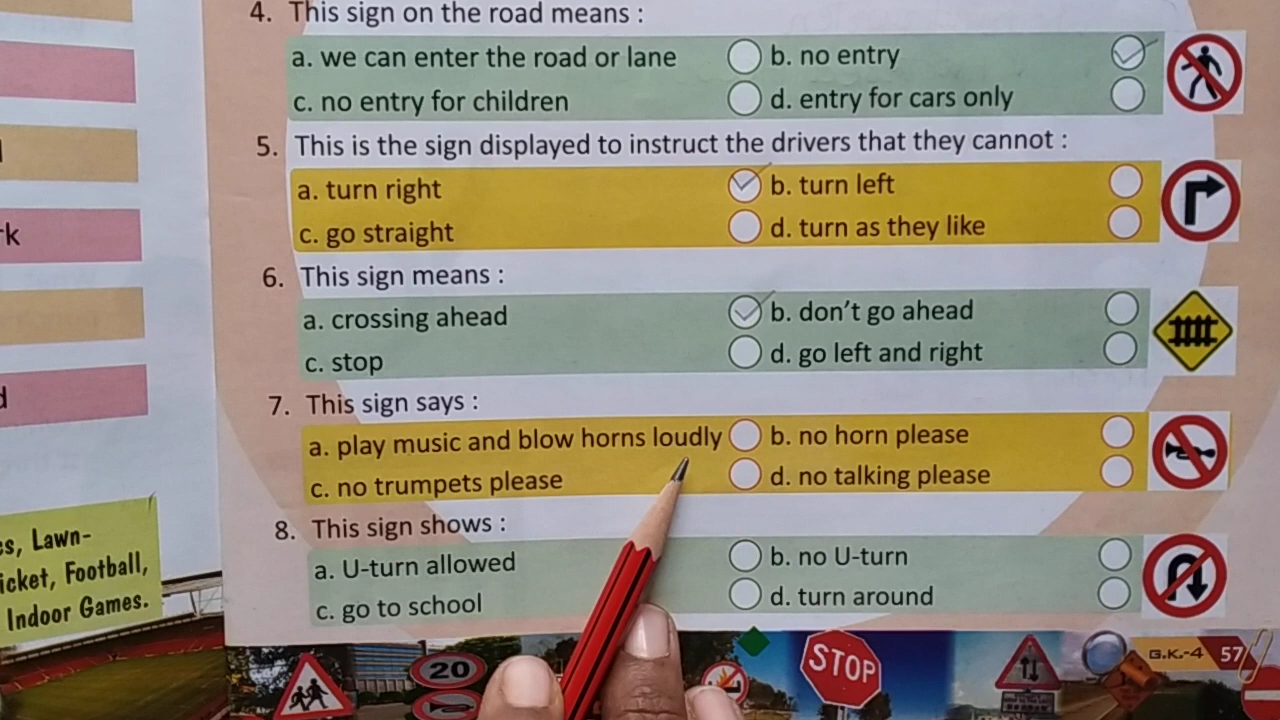 4. This sign on the road means :
a. we can enter the road or lane b. no entry
c. no entry for children d. entry for cars only
5. This is the sign displayed to instruct the drivers that they cannot :
a. turn right b. turn left
c. go straight d. turn as they like
6. This sign means :
a. crossing ahead b. don't go ahead
c. stop d. go left and right
7. This sign says :
a. play music and blow horns loudly b. no horn please
c. no trumpets please d. no talking please
8. This sign shows :
a. U-turn allowed b. no U-turn
c. go to school d. turn around
Lawn-
Football,
Indoor Games.
20
STOP
G.K.-4 57